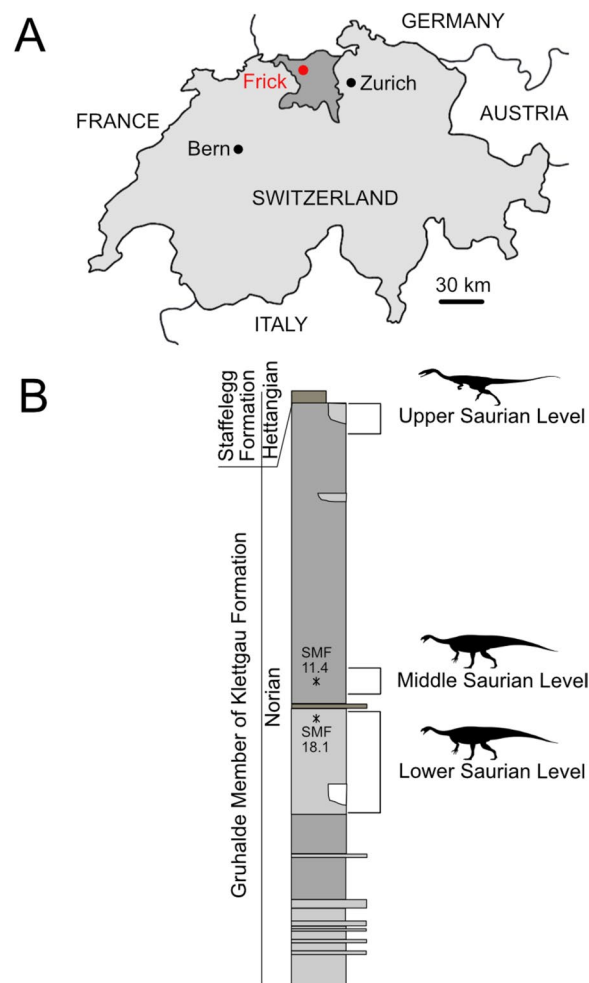 A
GERMANY
Frick
Zurich
FRANCE
AUSTRIA
Bern
SWITZERLAND
30 km
ITALY
B
Staffelegg
Formation
Hettangian
Upper Saurian Level
Gruhalde Member of Klettgau Formation
Norian
SMF
11.4
Middle Saurian Level
SMF
18.1
Lower Saurian Level